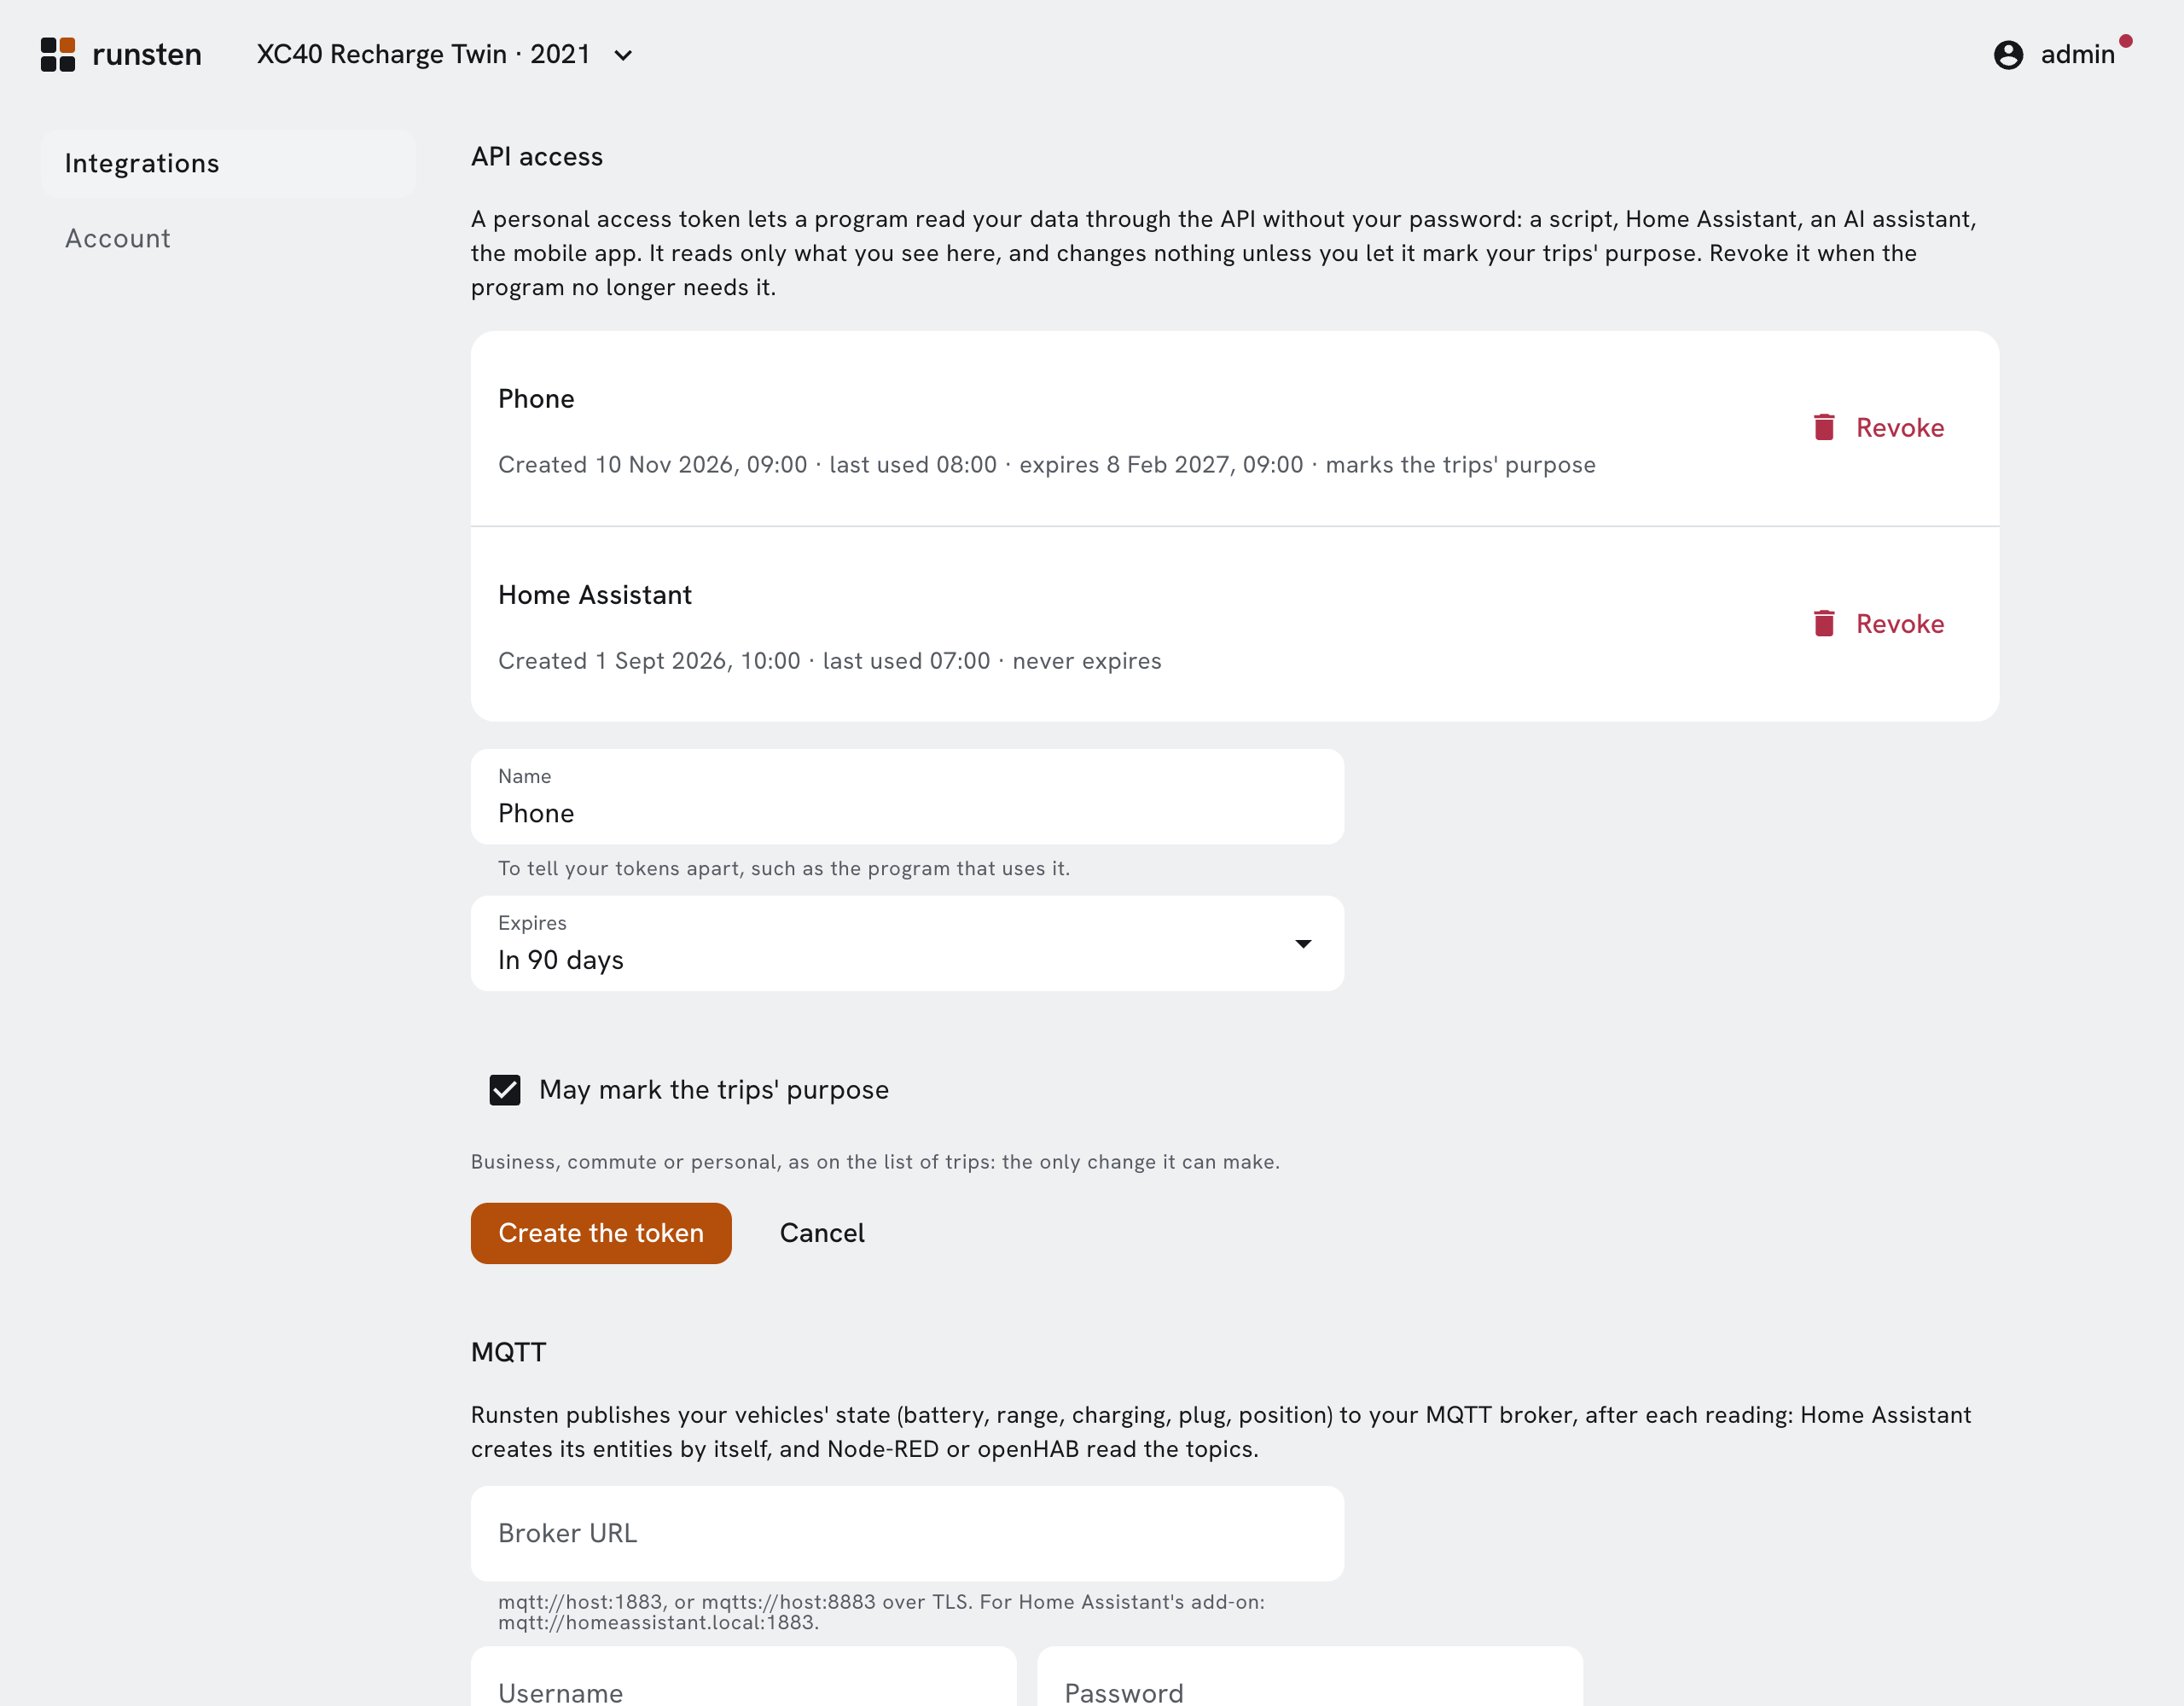 runsten
XC40 Recharge Twin · 2021
admin
Integrations
Account
API access
A personal access token lets a program read your data through the API without your password: a script, Home Assistant, an AI assistant,
the mobile app. It reads only what you see here, and changes nothing unless you let it mark your trips' purpose. Revoke it when the
program no longer needs it.
Phone
Created 10 Nov 2026, 09:00 · last used 08:00 · expires 8 Feb 2027, 09:00 · marks the trips' purpose
Revoke
Home Assistant
Created 1 Sept 2026, 10:00 · last used 07:00 · never expires
Revoke
Name
Phone
To tell your tokens apart, such as the program that uses it.
Expires
In 90 days
May mark the trips' purpose
Business, commute or personal, as on the list of trips: the only change it can make.
Create the token
Cancel
MQTT
Runsten publishes your vehicles' state (battery, range, charging, plug, position) to your MQTT broker, after each reading: Home Assistant
creates its entities by itself, and Node-RED or openHAB read the topics.
Broker URL
mqtt://host:1883, or mqtts://host:8883 over TLS. For Home Assistant's add-on:
mqtt://homeassistant.local:1883.
Username
Password